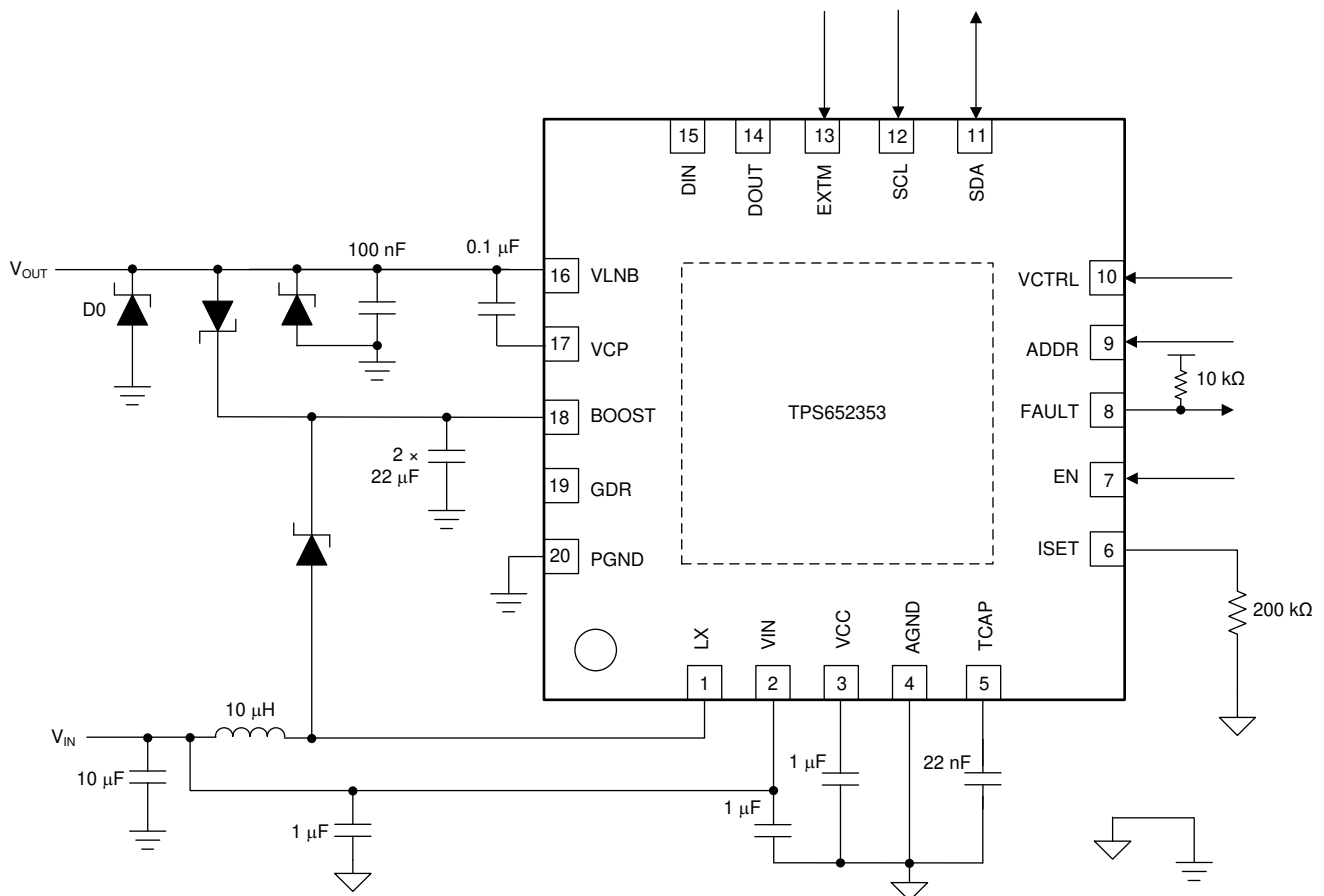 15
14
13
12
11
DIN
DOUT
EXTM
SCL
SDA
100 nF
0.1 μF
VOUT
16
VLNB
VCTRL
10
D0
17
VCP
ADDR
9
10 kΩ
18
BOOST
TPS652353
FAULT
8
2 ×
22 μF
19
GDR
EN
7
20
PGND
ISET
6
200 kΩ
LX
VIN
VCC
AGND
TCAP
1
2
3
4
5
10 μH
VIN
10 μF
1 μF
22 nF
1 μF
1 μF